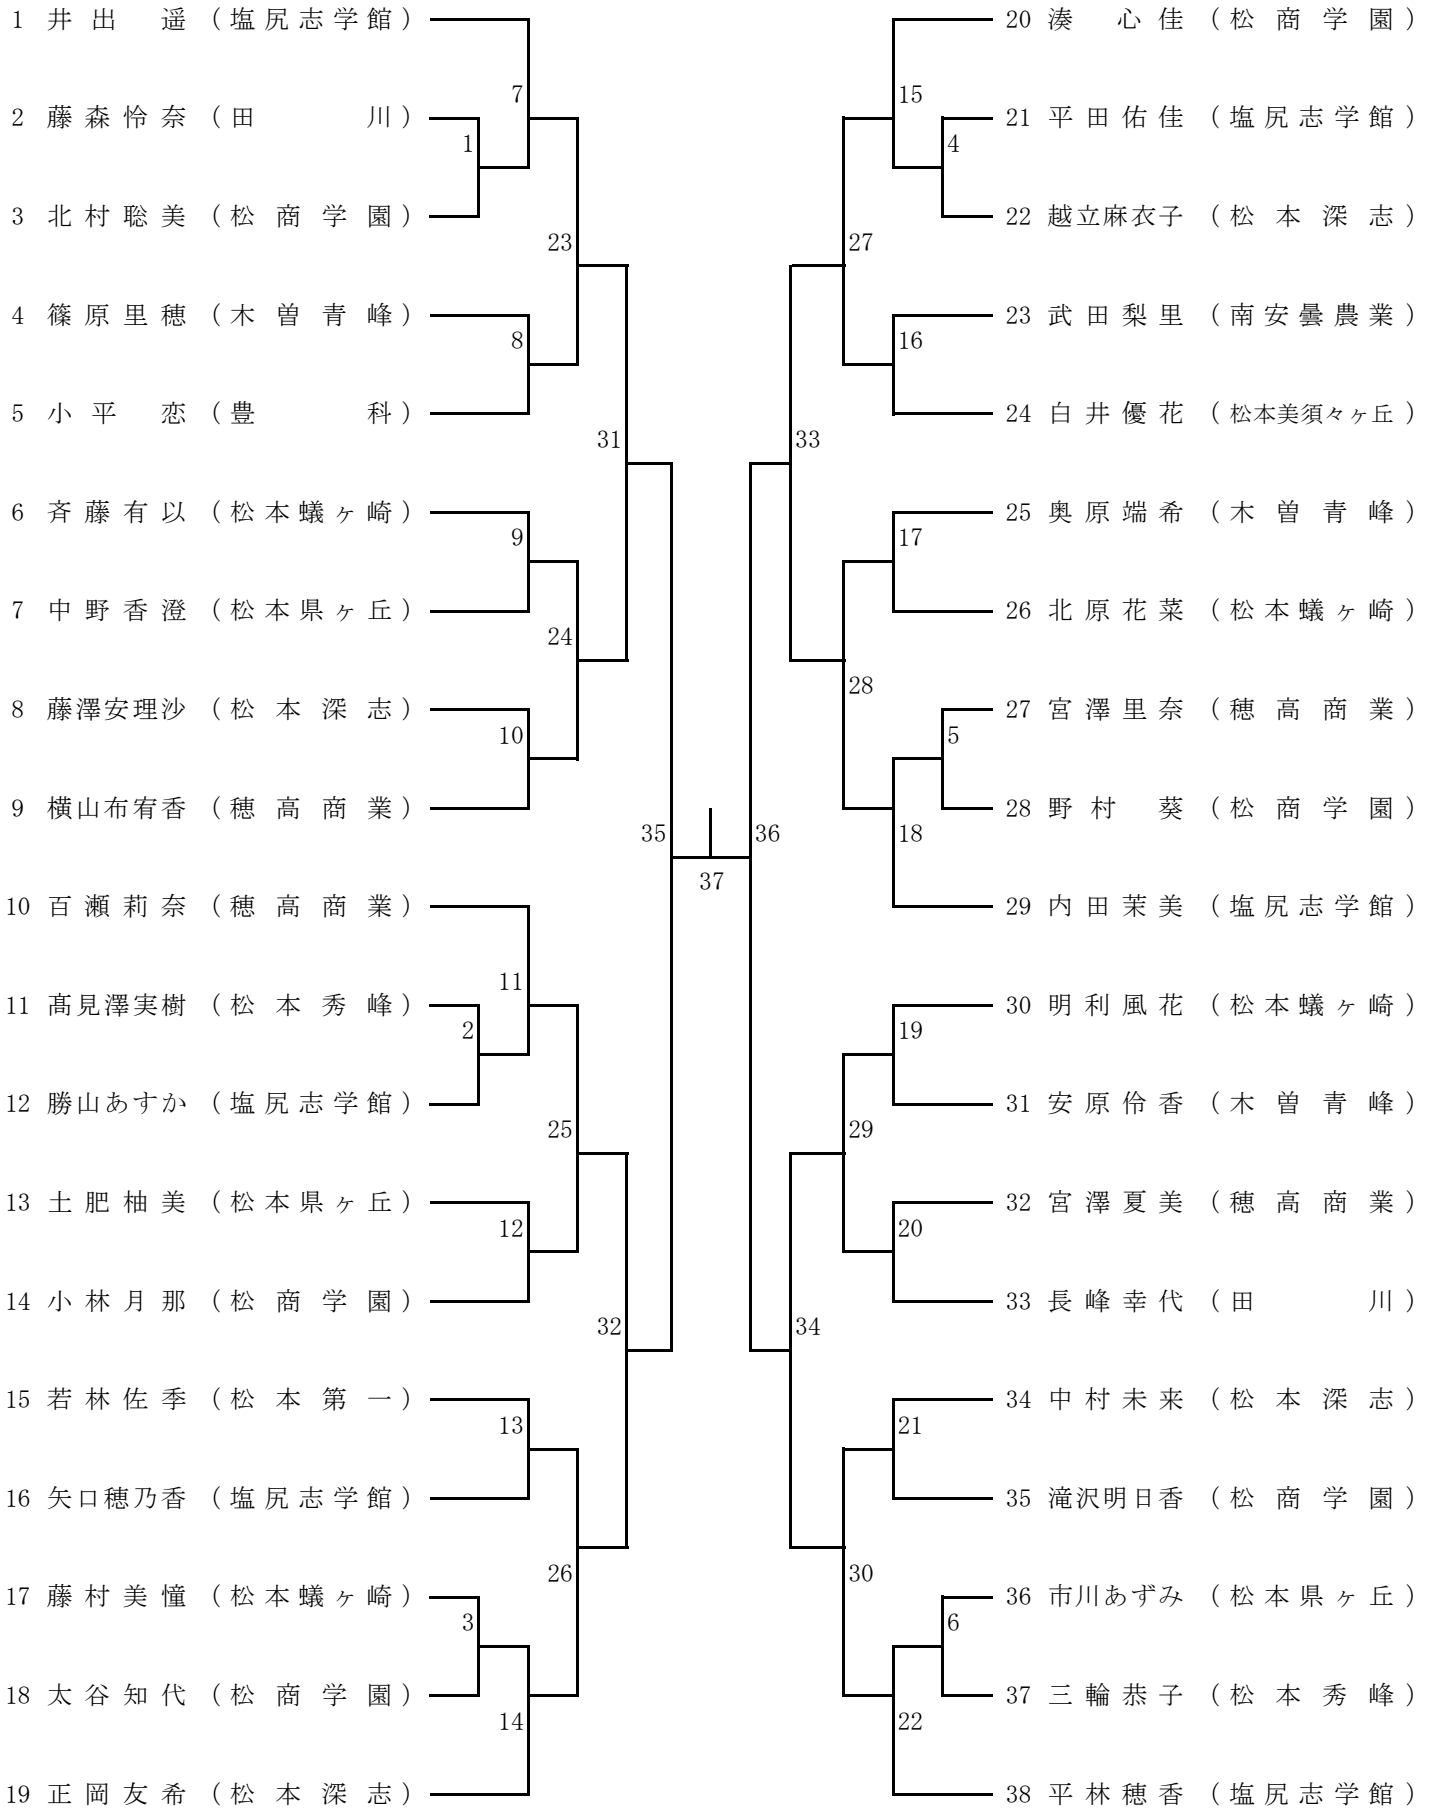 1 井出 遥 (塩尻志学館)
2 藤森怜奈 (田川)
3 北村聡美 (松商学園)
4 篠原里穂 (木曽青峰)
5 小平 恋 (豊科)
6 斉藤有以 (松本蟻ヶ崎)
7 中野香澄 (松本県ヶ丘)
8 藤澤安理沙 (松本深志)
9 横山布宥香 (穂高商業)
10 百瀬莉奈 (穂高商業)
11 髙見澤実樹 (松本秀峰)
12 勝山あすか (塩尻志学館)
13 土肥柚美 (松本県ヶ丘)
14 小林月那 (松商学園)
15 若林佐季 (松本第一)
16 矢口穂乃香 (塩尻志学館)
17 藤村美憧 (松本蟻ヶ崎)
18 太谷知代 (松商学園)
19 正岡友希 (松本深志)
7
1
23
8
31
9
24
10
35
11
2
25
12
32
13
26
3
14
37
20 湊 心佳 (松商学園)
21 平田佑佳 (塩尻志学館)
22 越立麻衣子 (松本深志)
23 武田梨里 (南安曇農業)
24 白井優花 (松本美須々ヶ丘)
25 奥原端希 (木曽青峰)
26 北原花菜 (松本蟻ヶ崎)
27 宮澤里奈 (穂高商業)
28 野村 葵 (松商学園)
29 内田茉美 (塩尻志学館)
30 明利風花 (松本蟻ヶ崎)
31 安原伶香 (木曽青峰)
32 宮澤夏美 (穂高商業)
33 長峰幸代 (田川)
34 中村未来 (松本深志)
35 滝沢明日香 (松商学園)
36 市川あずみ (松本県ヶ丘)
37 三輪恭子 (松本秀峰)
38 平林穂香 (塩尻志学館)
15
4
27
16
33
17
28
5
36
18
19
29
20
34
21
30
6
22